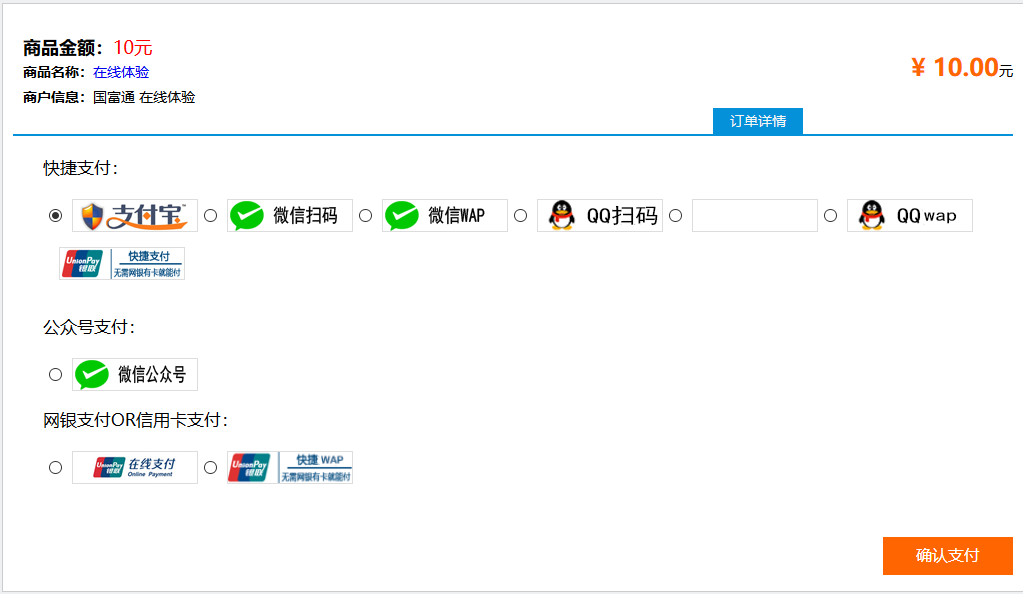 商品金额：10元
商品名称：在线体验
¥ 10.00元
商户信息：国富通 在线体验
订单详情
快捷支付：
支付宝 微信扫码 微信WAP QQ扫码 QQ wap
UnionPay 银联 快捷支付 无需网银有卡就能付
公众号支付：
微信公众号
网银支付OR信用卡支付：
UnionPay 银联 在线支付 Online Payment UnionPay 银联 快捷 WAP 无需网银有卡就能付
确认支付